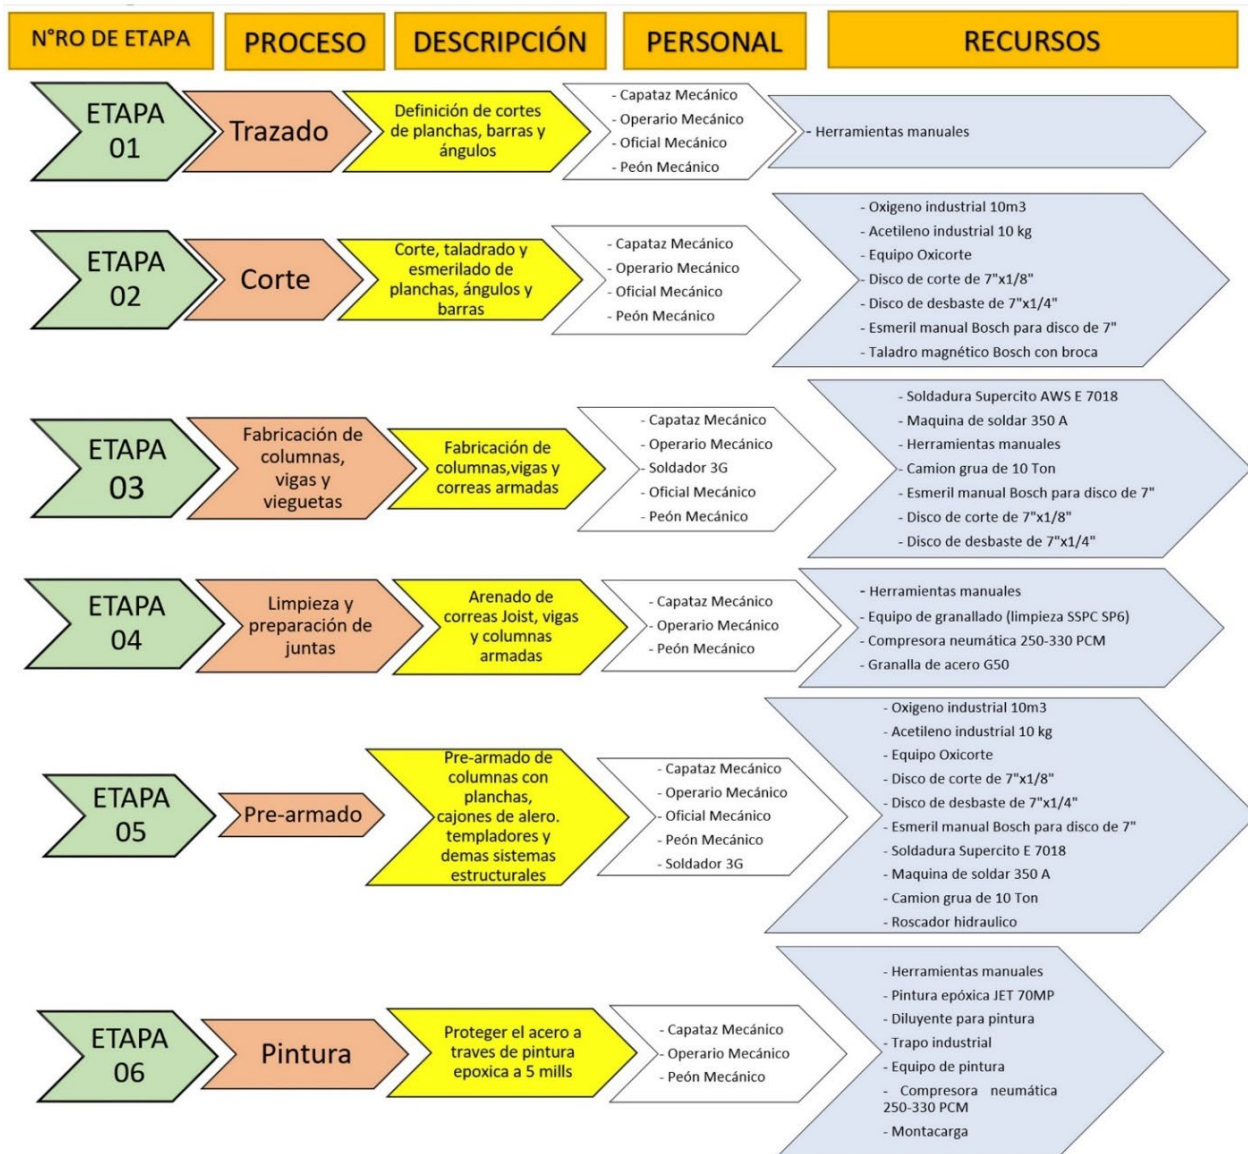 N°RO DE ETAPA
PROCESO
DESCRIPCIÓN
PERSONAL
RECURSOS
ETAPA
01
Trazado
Definición de cortes
de planchas, barras y
ángulos
- Capataz Mecánico
- Operario Mecánico
- Oficial Mecánico
- Peón Mecánico
- Herramientas manuales
ETAPA
02
Corte
Corte, taladrado y
esmerilado de
planchas, ángulos y
barras
- Capataz Mecánico
- Operario Mecánico
- Oficial Mecánico
- Peón Mecánico
- Oxigeno industrial 10m3
- Acetileno industrial 10 kg
- Equipo Oxicorte
- Disco de corte de 7"x1/8"
- Disco de desbaste de 7"x1/4"
- Esmeril manual Bosch para disco de 7"
- Taladro magnético Bosch con broca
ETAPA
03
Fabricación de
columnas,
vigas y
vieguetas
Fabricación de
columnas,vigas y
correas armadas
- Capataz Mecánico
- Operario Mecánico
- Soldador 3G
- Oficial Mecánico
- Peón Mecánico
- Soldadura Supercito AWS E 7018
- Maquina de soldar 350 A
- Herramientas manuales
- Camion grua de 10 Ton
- Esmeril manual Bosch para disco de 7"
- Disco de corte de 7"x1/8"
- Disco de desbaste de 7"x1/4"
ETAPA
04
Limpieza y
preparación de
juntas
Arenado de
correas Joist, vigas
y columnas
armadas
- Capataz Mecánico
- Operario Mecánico
- Peón Mecánico
- Herramientas manuales
- Equipo de granallado (limpieza SSPC SP6)
- Compresora neumática 250-330 PCM
- Granalla de acero G50
ETAPA
05
Pre-armado
Pre-armado de
columnas con
planchas,
cajones de alero.
templadores y
demas sistemas
estructurales
- Capataz Mecánico
- Operario Mecánico
- Oficial Mecánico
- Peón Mecánico
- Soldador 3G
- Oxigeno industrial 10m3
- Acetileno industrial 10 kg
- Equipo Oxicorte
- Disco de corte de 7"x1/8"
- Disco de desbaste de 7"x1/4"
- Esmeril manual Bosch para disco de 7"
- Soldadura Supercito E 7018
- Maquina de soldar 350 A
- Camion grua de 10 Ton
- Roscador hidraulico
ETAPA
06
Pintura
Proteger el acero a
traves de pintura
epoxica a 5 mills
- Capataz Mecánico
- Operario Mecánico
- Peón Mecánico
- Herramientas manuales
- Pintura epóxica JET 70MP
- Diluyente para pintura
- Trapo industrial
- Equipo de pintura
- Compresora neumática
250-330 PCM
- Montacarga